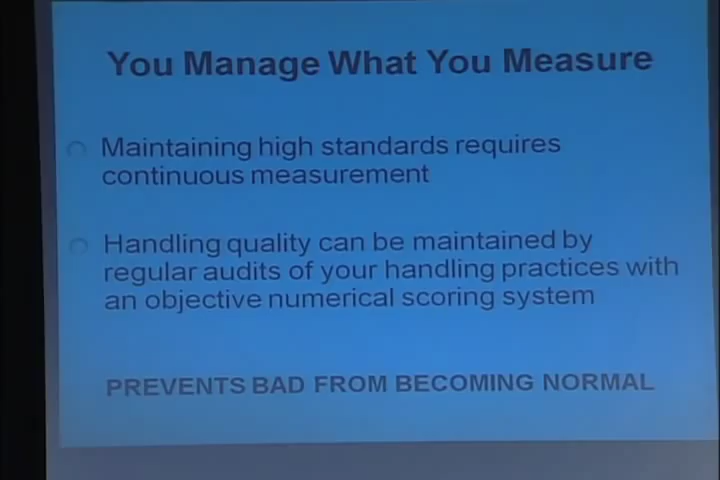 You Manage What You Measure
Maintaining high standards requires
continuous measurement
Handling quality can be maintained by
regular audits of your handling practices with
an objective numerical scoring system
PREVENTS BAD FROM BECOMING NORMAL